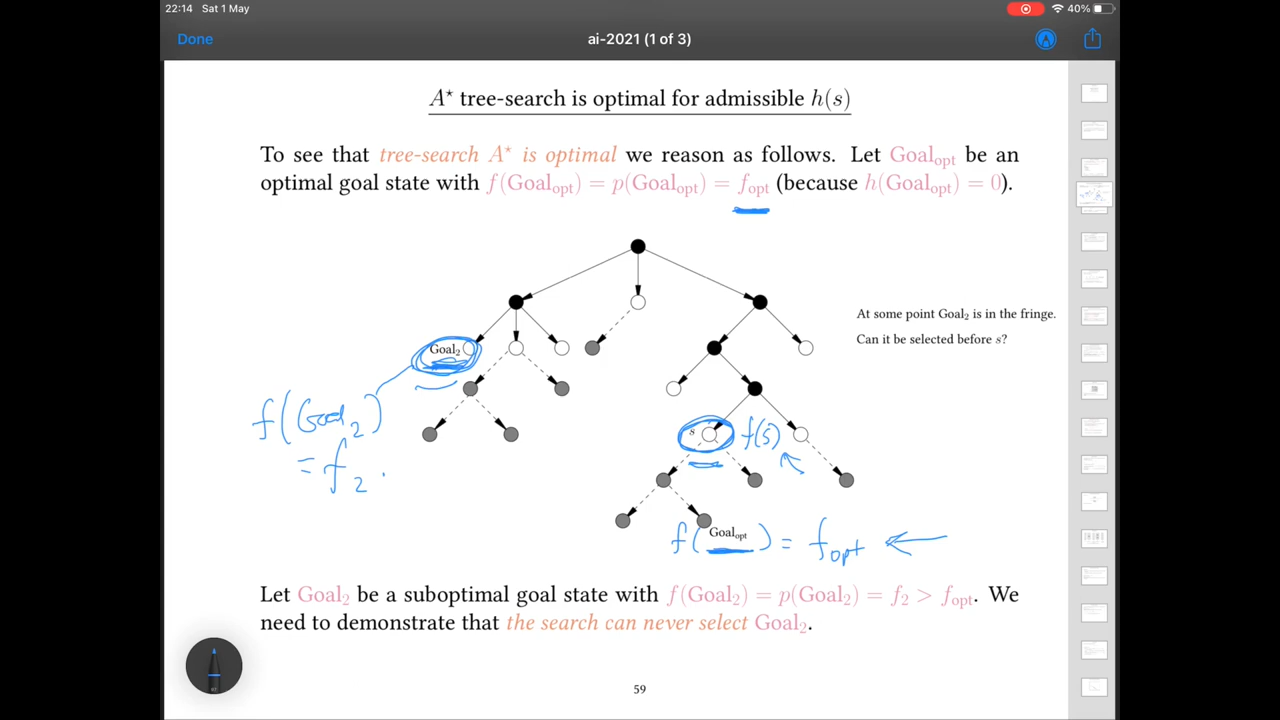 22:14 Sat 1 May
40%
Done
ai-2021 (1 of 3)
A* tree-search is optimal for admissible h(s)
To see that tree-search A* is optimal we reason as follows. Let Goal_opt be an
optimal goal state with f(Goal_opt) = p(Goal_opt) = f_opt (because h(Goal_opt) = 0).
At some point Goal_2 is in the fringe.
Can it be selected before s?
Goal_2
f(Goal_2)
= f_2.
s
f(s)
f(Goal_opt) = f_opt
Let Goal_2 be a suboptimal goal state with f(Goal_2) = p(Goal_2) = f_2 > f_opt. We
need to demonstrate that the search can never select Goal_2.
59